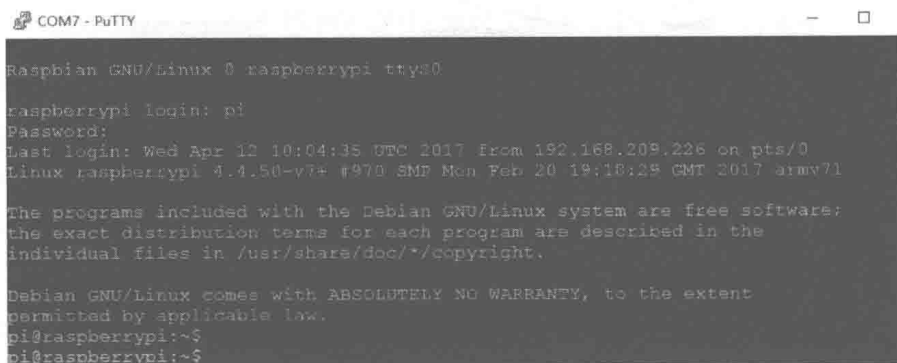 COM7 - PuTTY
Raspbian GNU/Linux 8 raspberrypi ttyS0
raspberrypi login: pi
Password:
Last login: Wed Apr 12 10:04:35 UTC 2017 from 192.168.209.226 on pts/0
Linux raspberrypi 4.4.50-v7+ #970 SMP Mon Feb 20 19:18:29 GMT 2017 armv7l
The programs included with the Debian GNU/Linux system are free software;
the exact distribution terms for each program are described in the
individual files in /usr/share/doc/*/copyright.
Debian GNU/Linux comes with ABSOLUTELY NO WARRANTY, to the extent
permitted by applicable law.
pi@raspberrypi:~$
pi@raspberrypi:~$